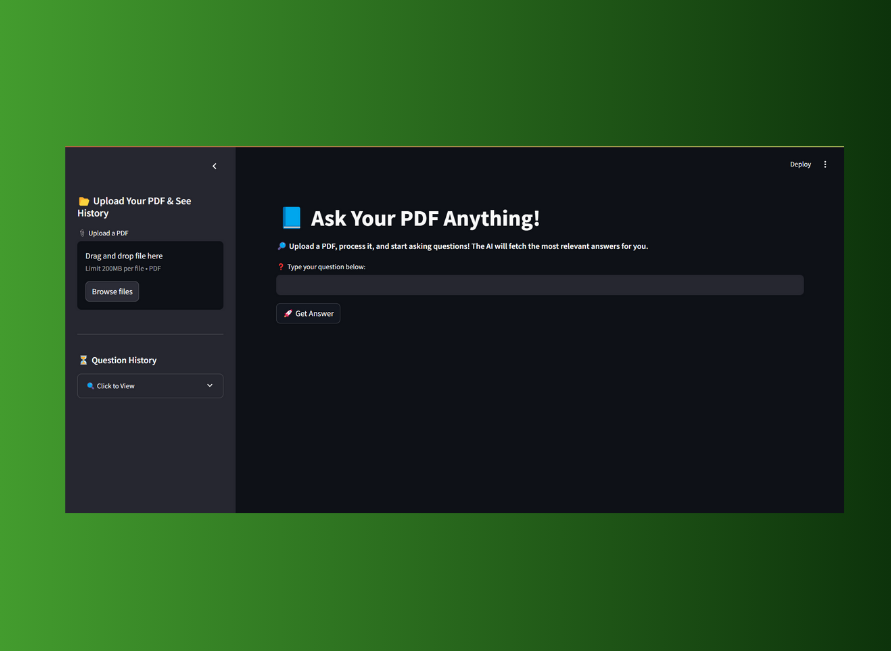 Deploy
📂 Upload Your PDF & See
History
Upload a PDF
Drag and drop file here
Limit 200MB per file • PDF
Browse files
⏳ Question History
🔍 Click to View
📘 Ask Your PDF Anything!
🔎 Upload a PDF, process it, and start asking questions! The AI will fetch the most relevant answers for you.
❓ Type your question below:
🚀 Get Answer